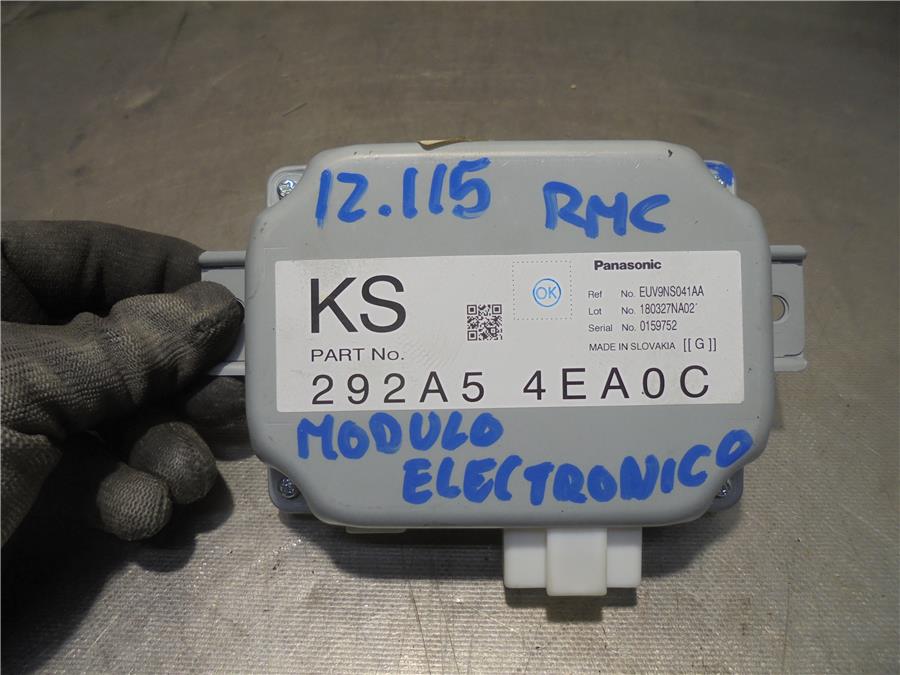 12.115 RMC
KS
OK
Panasonic
Ref No. EUV9NS041AA
Lot No. 180327NA02
Serial No. 0159752
MADE IN SLOVAKIA [[ G ]]
PART No.
292A5 4EA0C
MODULO
ELECTRONICO